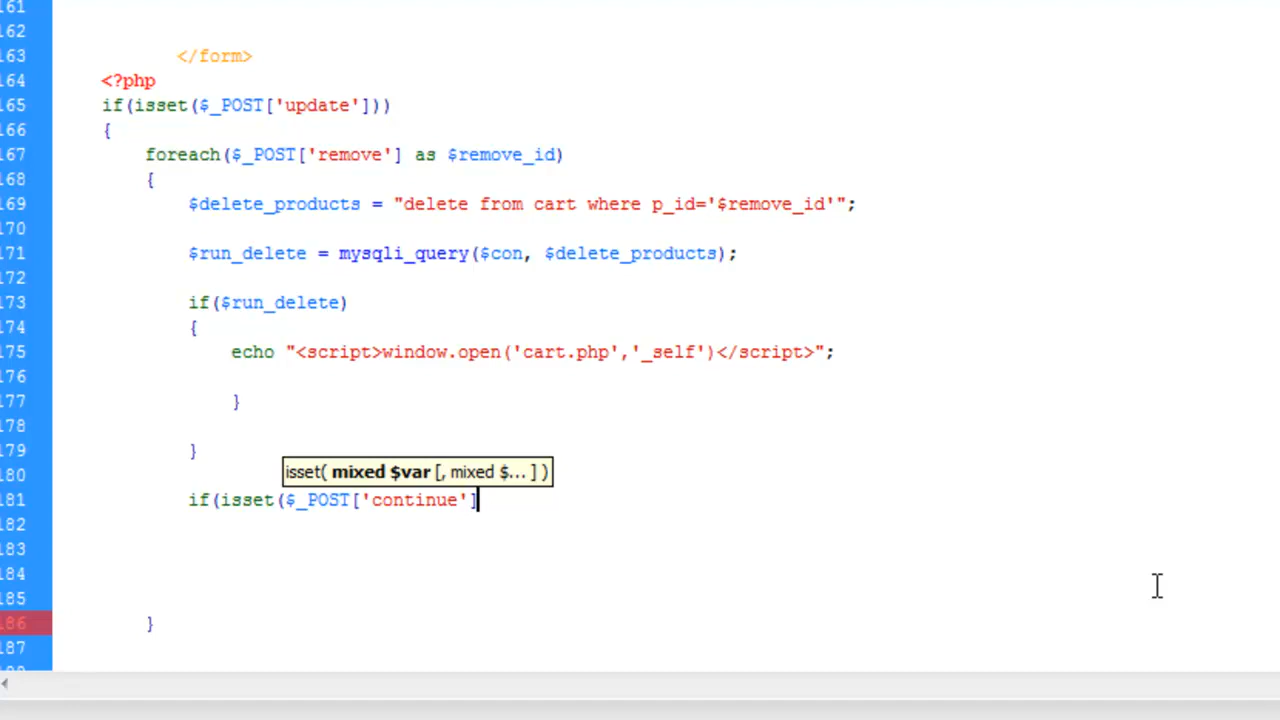 161
162
163 </form>
164 <?php
165 if(isset($_POST['update']))
166 {
167 foreach($_POST['remove'] as $remove_id)
168 {
169 $delete_products = "delete from cart where p_id='$remove_id'";
170
171 $run_delete = mysqli_query($con, $delete_products);
172
173 if($run_delete)
174 {
175 echo "<script>window.open('cart.php','_self')</script>";
176
177 }
178
179 }
180 isset( mixed $var [, mixed $... ] )
181 if(isset($_POST['continue']
182
183
184
185
186 }
187